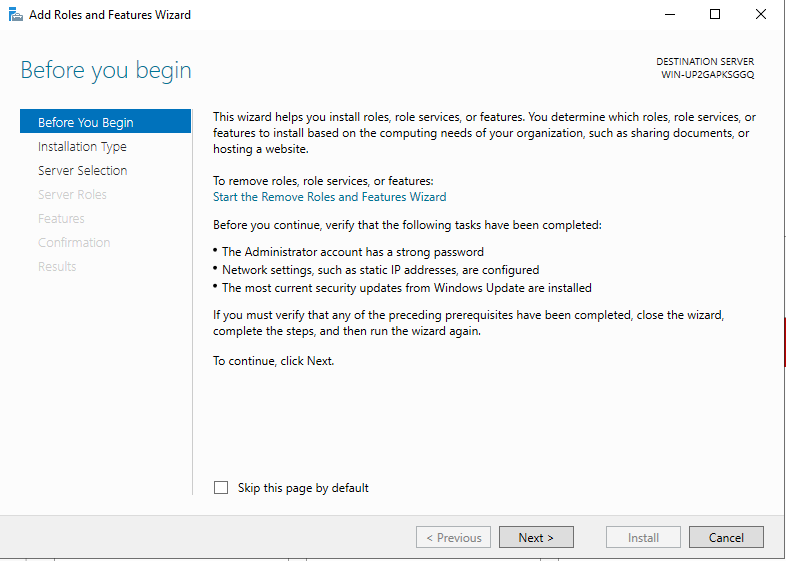 Add Roles and Features Wizard
Before you begin
DESTINATION SERVER
WIN-UP2GAPKSGGQ
Before You Begin
Installation Type
Server Selection
Server Roles
Features
Confirmation
Results
This wizard helps you install roles, role services, or features. You determine which roles, role services, or
features to install based on the computing needs of your organization, such as sharing documents, or
hosting a website.
To remove roles, role services, or features:
Start the Remove Roles and Features Wizard
Before you continue, verify that the following tasks have been completed:
• The Administrator account has a strong password
• Network settings, such as static IP addresses, are configured
• The most current security updates from Windows Update are installed
If you must verify that any of the preceding prerequisites have been completed, close the wizard,
complete the steps, and then run the wizard again.
To continue, click Next.
Skip this page by default
< Previous
Next >
Install
Cancel